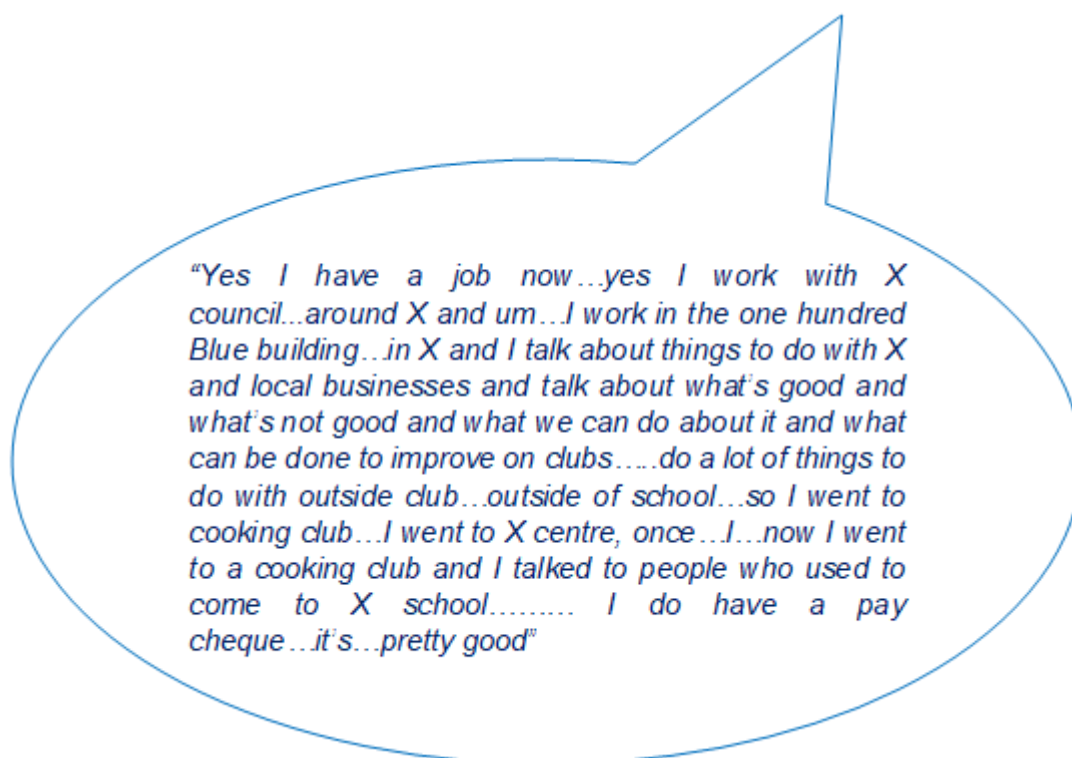 “Yes I have a job now…yes I work with X
council...around X and um…I work in the one hundred
Blue building…in X and I talk about things to do with X
and local businesses and talk about what’s good and
what’s not good and what we can do about it and what
can be done to improve on clubs…..do a lot of things to
do with outside club…outside of school…so I went to
cooking club…I went to X centre, once…I…now I went
to a cooking club and I talked to people who used to
come to X school……… I do have a pay
cheque…it’s…pretty good”